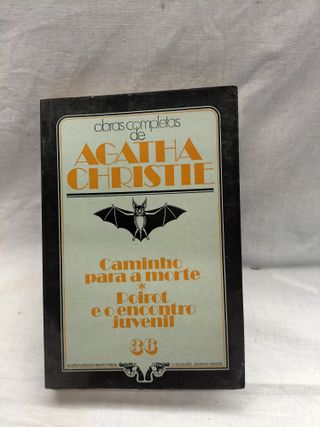 obras completas
de
AGATHA
CHRISTIE
Caminho
para a morte
*
Poirot
e o encontro
juvenil
36